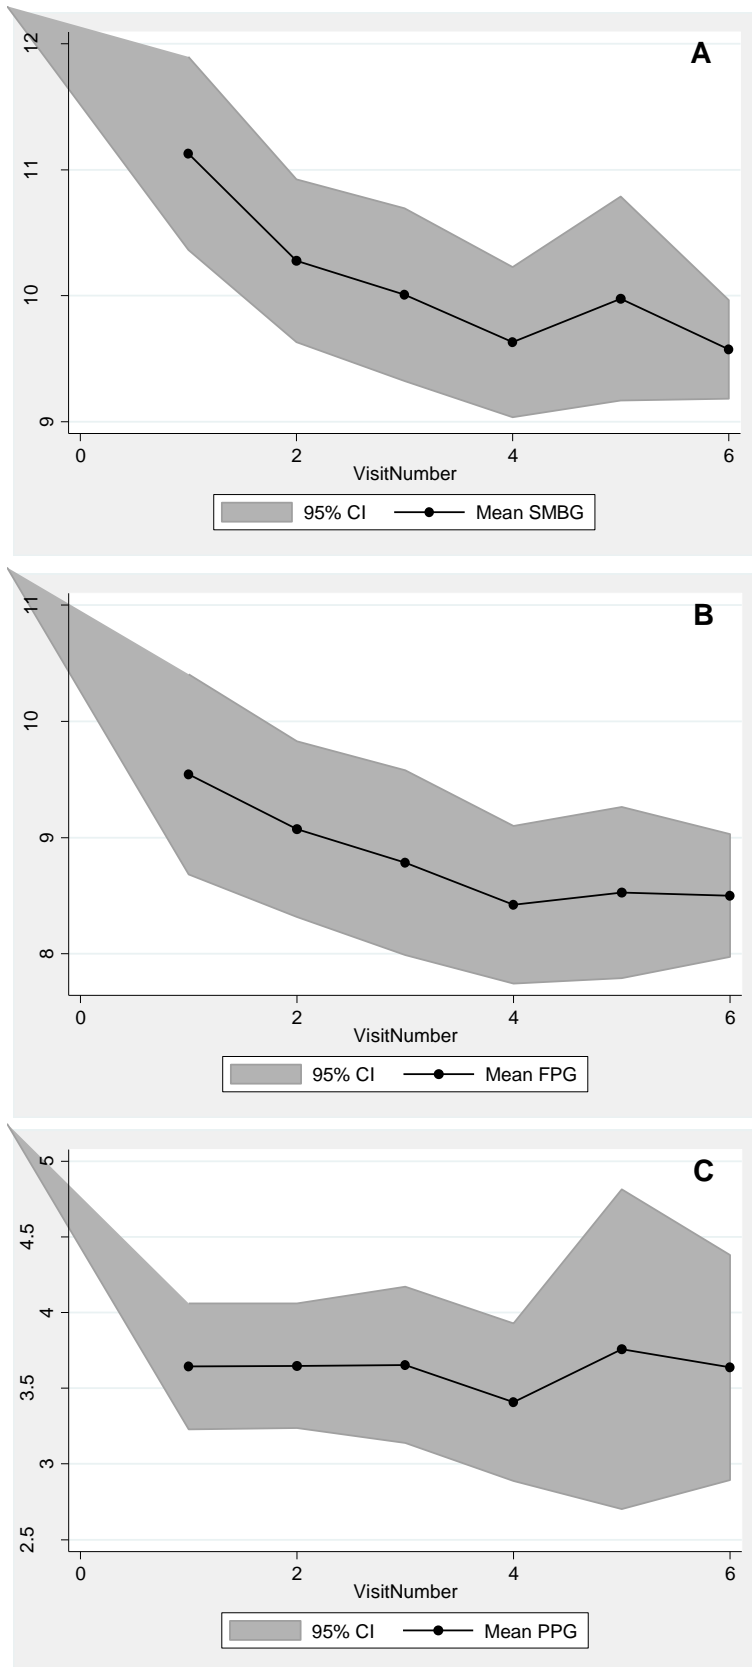 A
12
11
10
9
0 2 4 6
VisitNumber
95% CI Mean SMBG
B
11
10
9
8
0 2 4 6
VisitNumber
95% CI Mean FPG
C
5
4.5
4
3.5
3
2.5
0 2 4 6
VisitNumber
95% CI Mean PPG